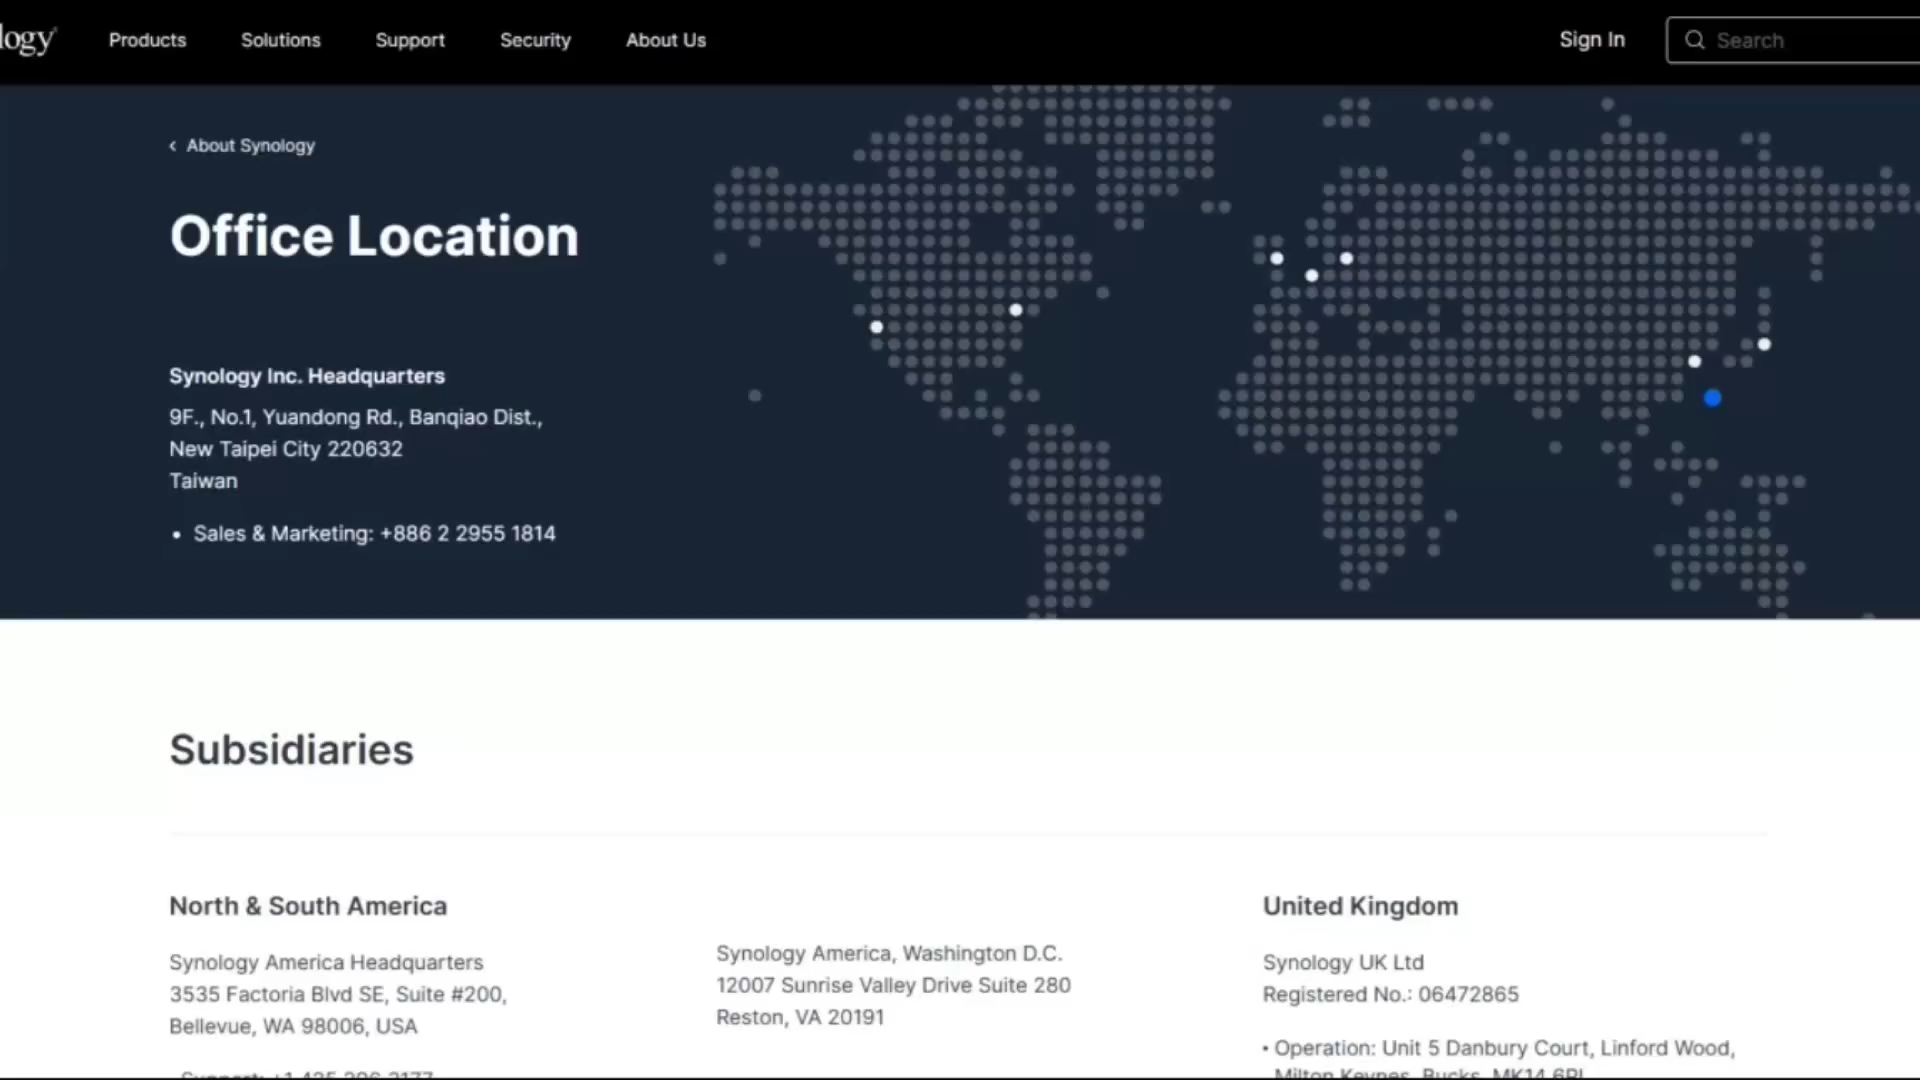 logy
Products
Solutions
Support
Security
About Us
Sign In
Search
‹ About Synology
Office Location
Synology Inc. Headquarters
9F., No.1, Yuandong Rd., Banqiao Dist.,
New Taipei City 220632
Taiwan
• Sales & Marketing: +886 2 2955 1814
Subsidiaries
North & South America
Synology America Headquarters
3535 Factoria Blvd SE, Suite #200,
Bellevue, WA 98006, USA
Synology America, Washington D.C.
12007 Sunrise Valley Drive Suite 280
Reston, VA 20191
United Kingdom
Synology UK Ltd
Registered No.: 06472865
• Operation: Unit 5 Danbury Court, Linford Wood,
Milton Keynes, Bucks, MK14